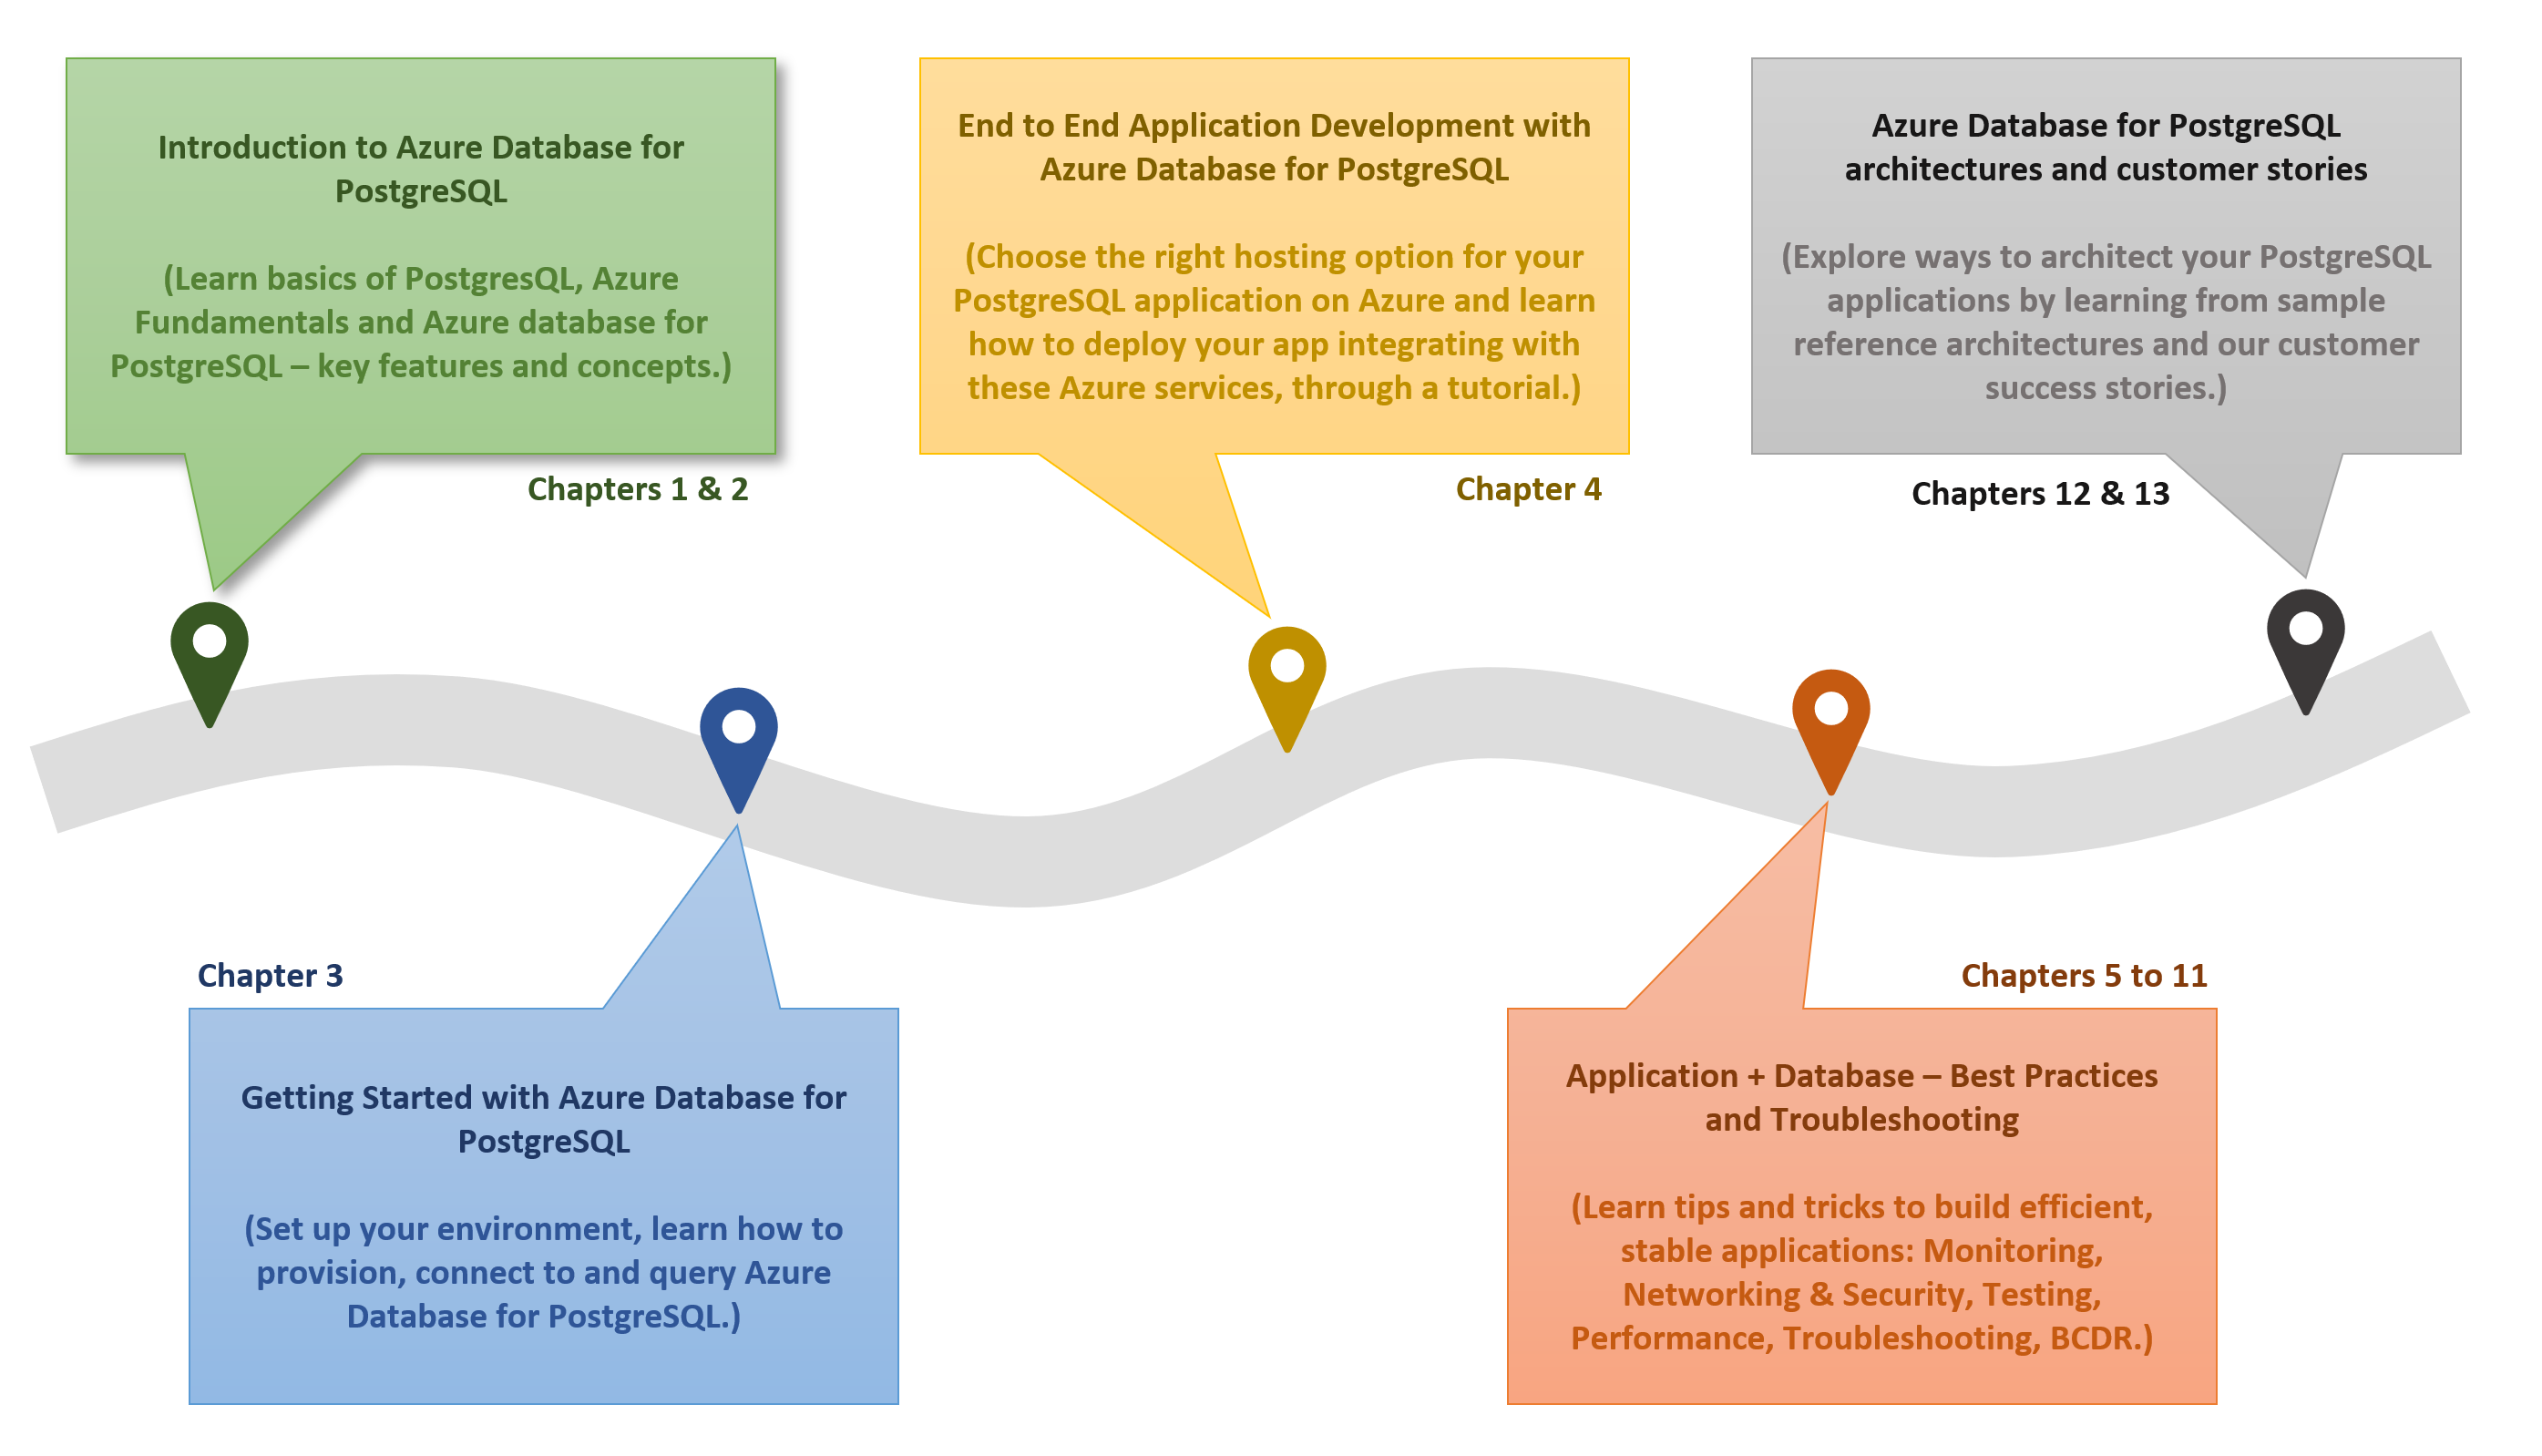 Introduction to Azure Database for
PostgreSQL
(Learn basics of PostgresQL, Azure
Fundamentals and Azure database for
PostgreSQL – key features and concepts.)
Chapters 1 & 2
End to End Application Development with
Azure Database for PostgreSQL
(Choose the right hosting option for your
PostgreSQL application on Azure and learn
how to deploy your app integrating with
these Azure services, through a tutorial.)
Chapter 4
Azure Database for PostgreSQL
architectures and customer stories
(Explore ways to architect your PostgreSQL
applications by learning from sample
reference architectures and our customer
success stories.)
Chapters 12 & 13
Chapter 3
Getting Started with Azure Database for
PostgreSQL
(Set up your environment, learn how to
provision, connect to and query Azure
Database for PostgreSQL.)
Chapters 5 to 11
Application + Database – Best Practices
and Troubleshooting
(Learn tips and tricks to build efficient,
stable applications: Monitoring,
Networking & Security, Testing,
Performance, Troubleshooting, BCDR.)